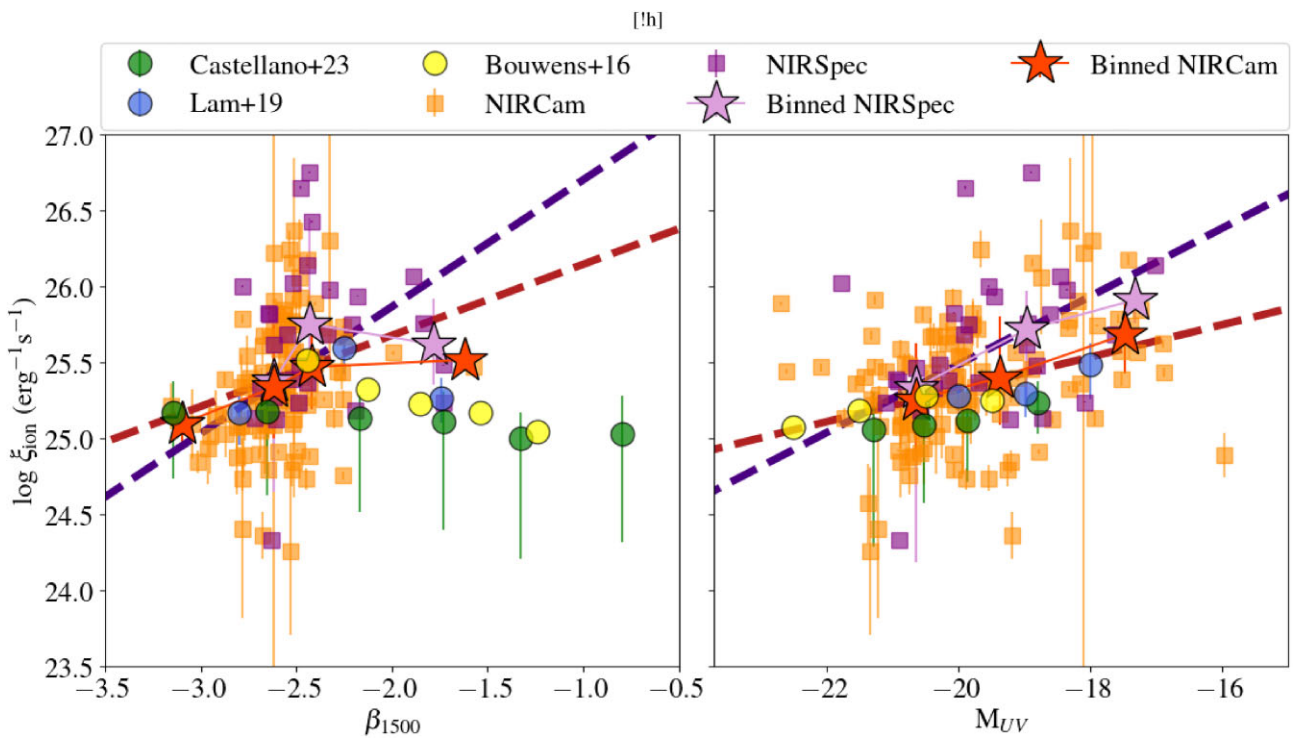 [!h]
Castellano+23 Bouwens+16 NIRSpec Binned NIRCam
Lam+19 NIRCam Binned NIRSpec
27.0
26.5
26.0
25.5
25.0
24.5
24.0
23.5
log ξion (erg−1s−1)
−3.5 −3.0 −2.5 −2.0 −1.5 −1.0 −0.5
β1500
−22 −20 −18 −16
MUV